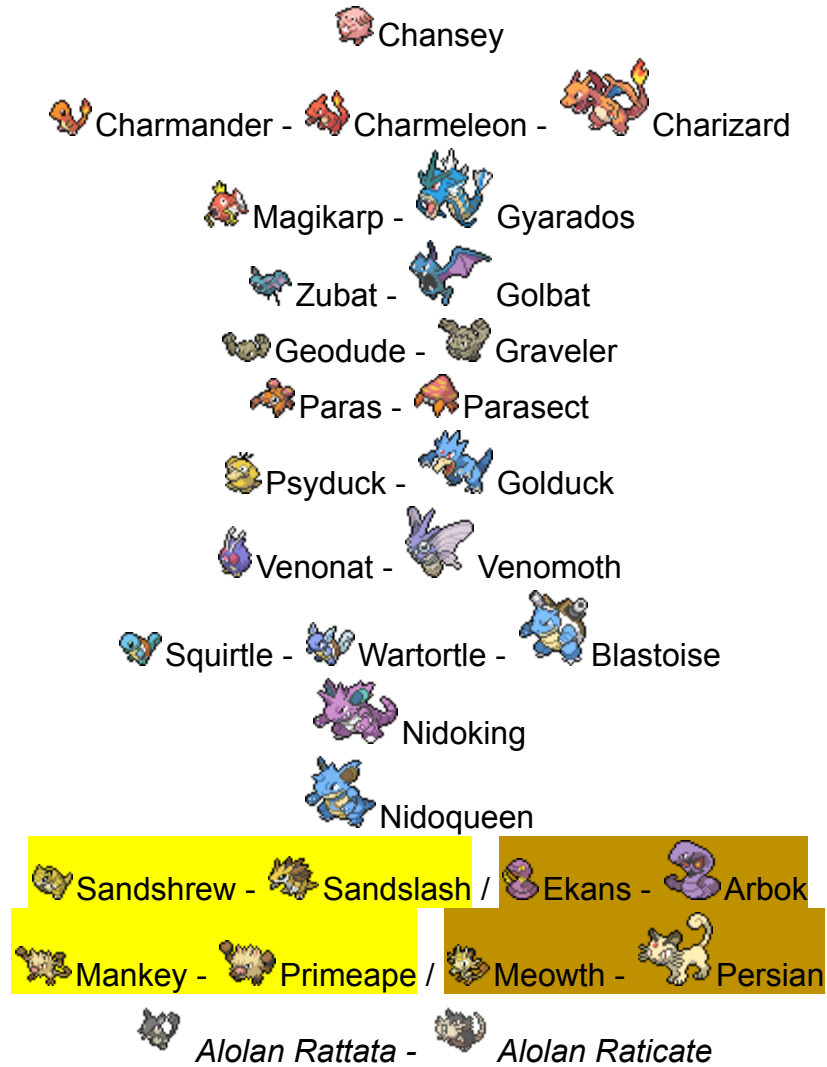 Chansey
Charmander - Charmeleon - Charizard
Magikarp - Gyarados
Zubat - Golbat
Geodude - Graveler
Paras - Parasect
Psyduck - Golduck
Venonat - Venomoth
Squirtle - Wartortle - Blastoise
Nidoking
Nidoqueen
Sandshrew - Sandslash / Ekans - Arbok
Mankey - Primeape / Meowth - Persian
Alolan Rattata - Alolan Raticate